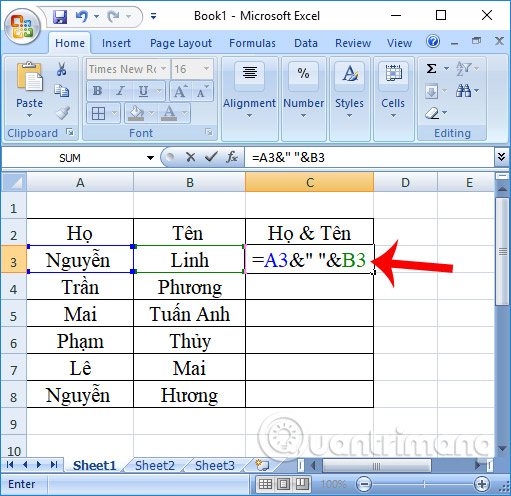 Book1 - Microsoft Excel
Home Insert Page Layout Formulas Data Review View
Times New Ro 16
Paste B I U Alignment Number Styles Cells
Clipboard Font Editing
SUM =A3&" "&B3
A B C D E
1
2 Họ Tên Họ & Tên
3 Nguyễn Linh =A3&" "&B3
4 Trần Phương
5 Mai Tuấn Anh
6 Phạm Thủy
7 Lê Mai
8 Nguyễn Hương
9
10
Quantrimang
Sheet1 Sheet2 Sheet3
Enter 100%